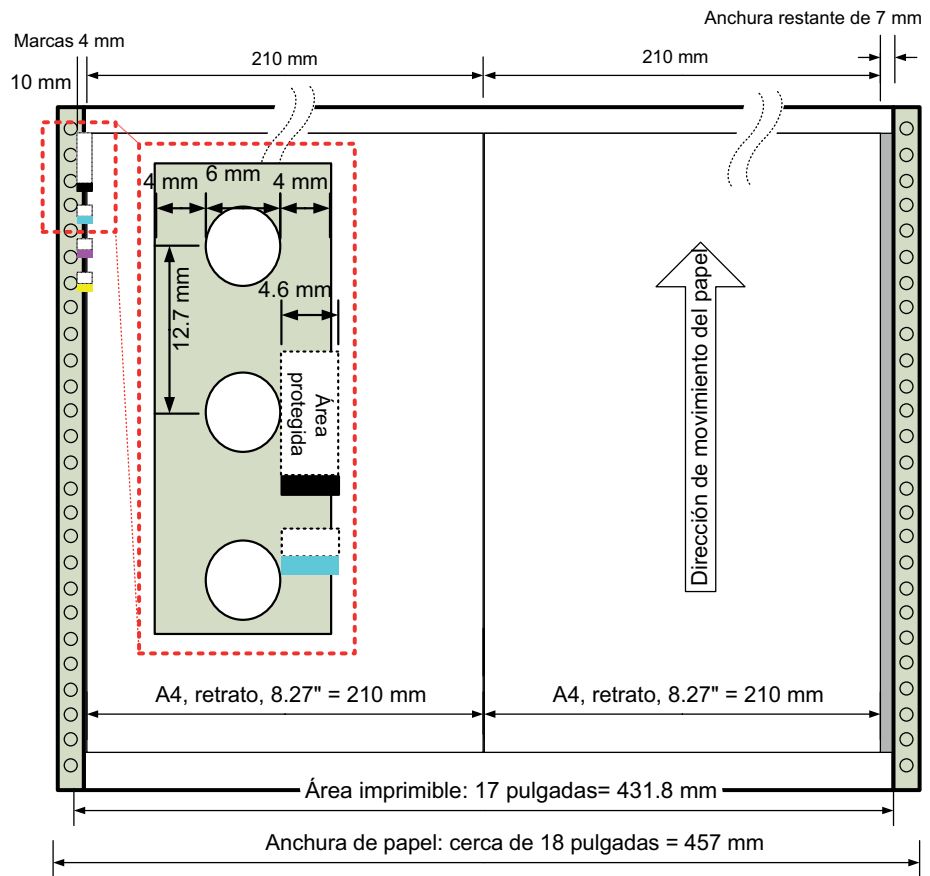 Anchura restante de 7 mm
Marcas 4 mm
210 mm
210 mm
10 mm
4 mm
6 mm
4 mm
12.7 mm
4.6 mm
Área
protegida
Dirección de movimiento del papel
A4, retrato, 8.27" = 210 mm
A4, retrato, 8.27" = 210 mm
Área imprimible: 17 pulgadas= 431.8 mm
Anchura de papel: cerca de 18 pulgadas = 457 mm